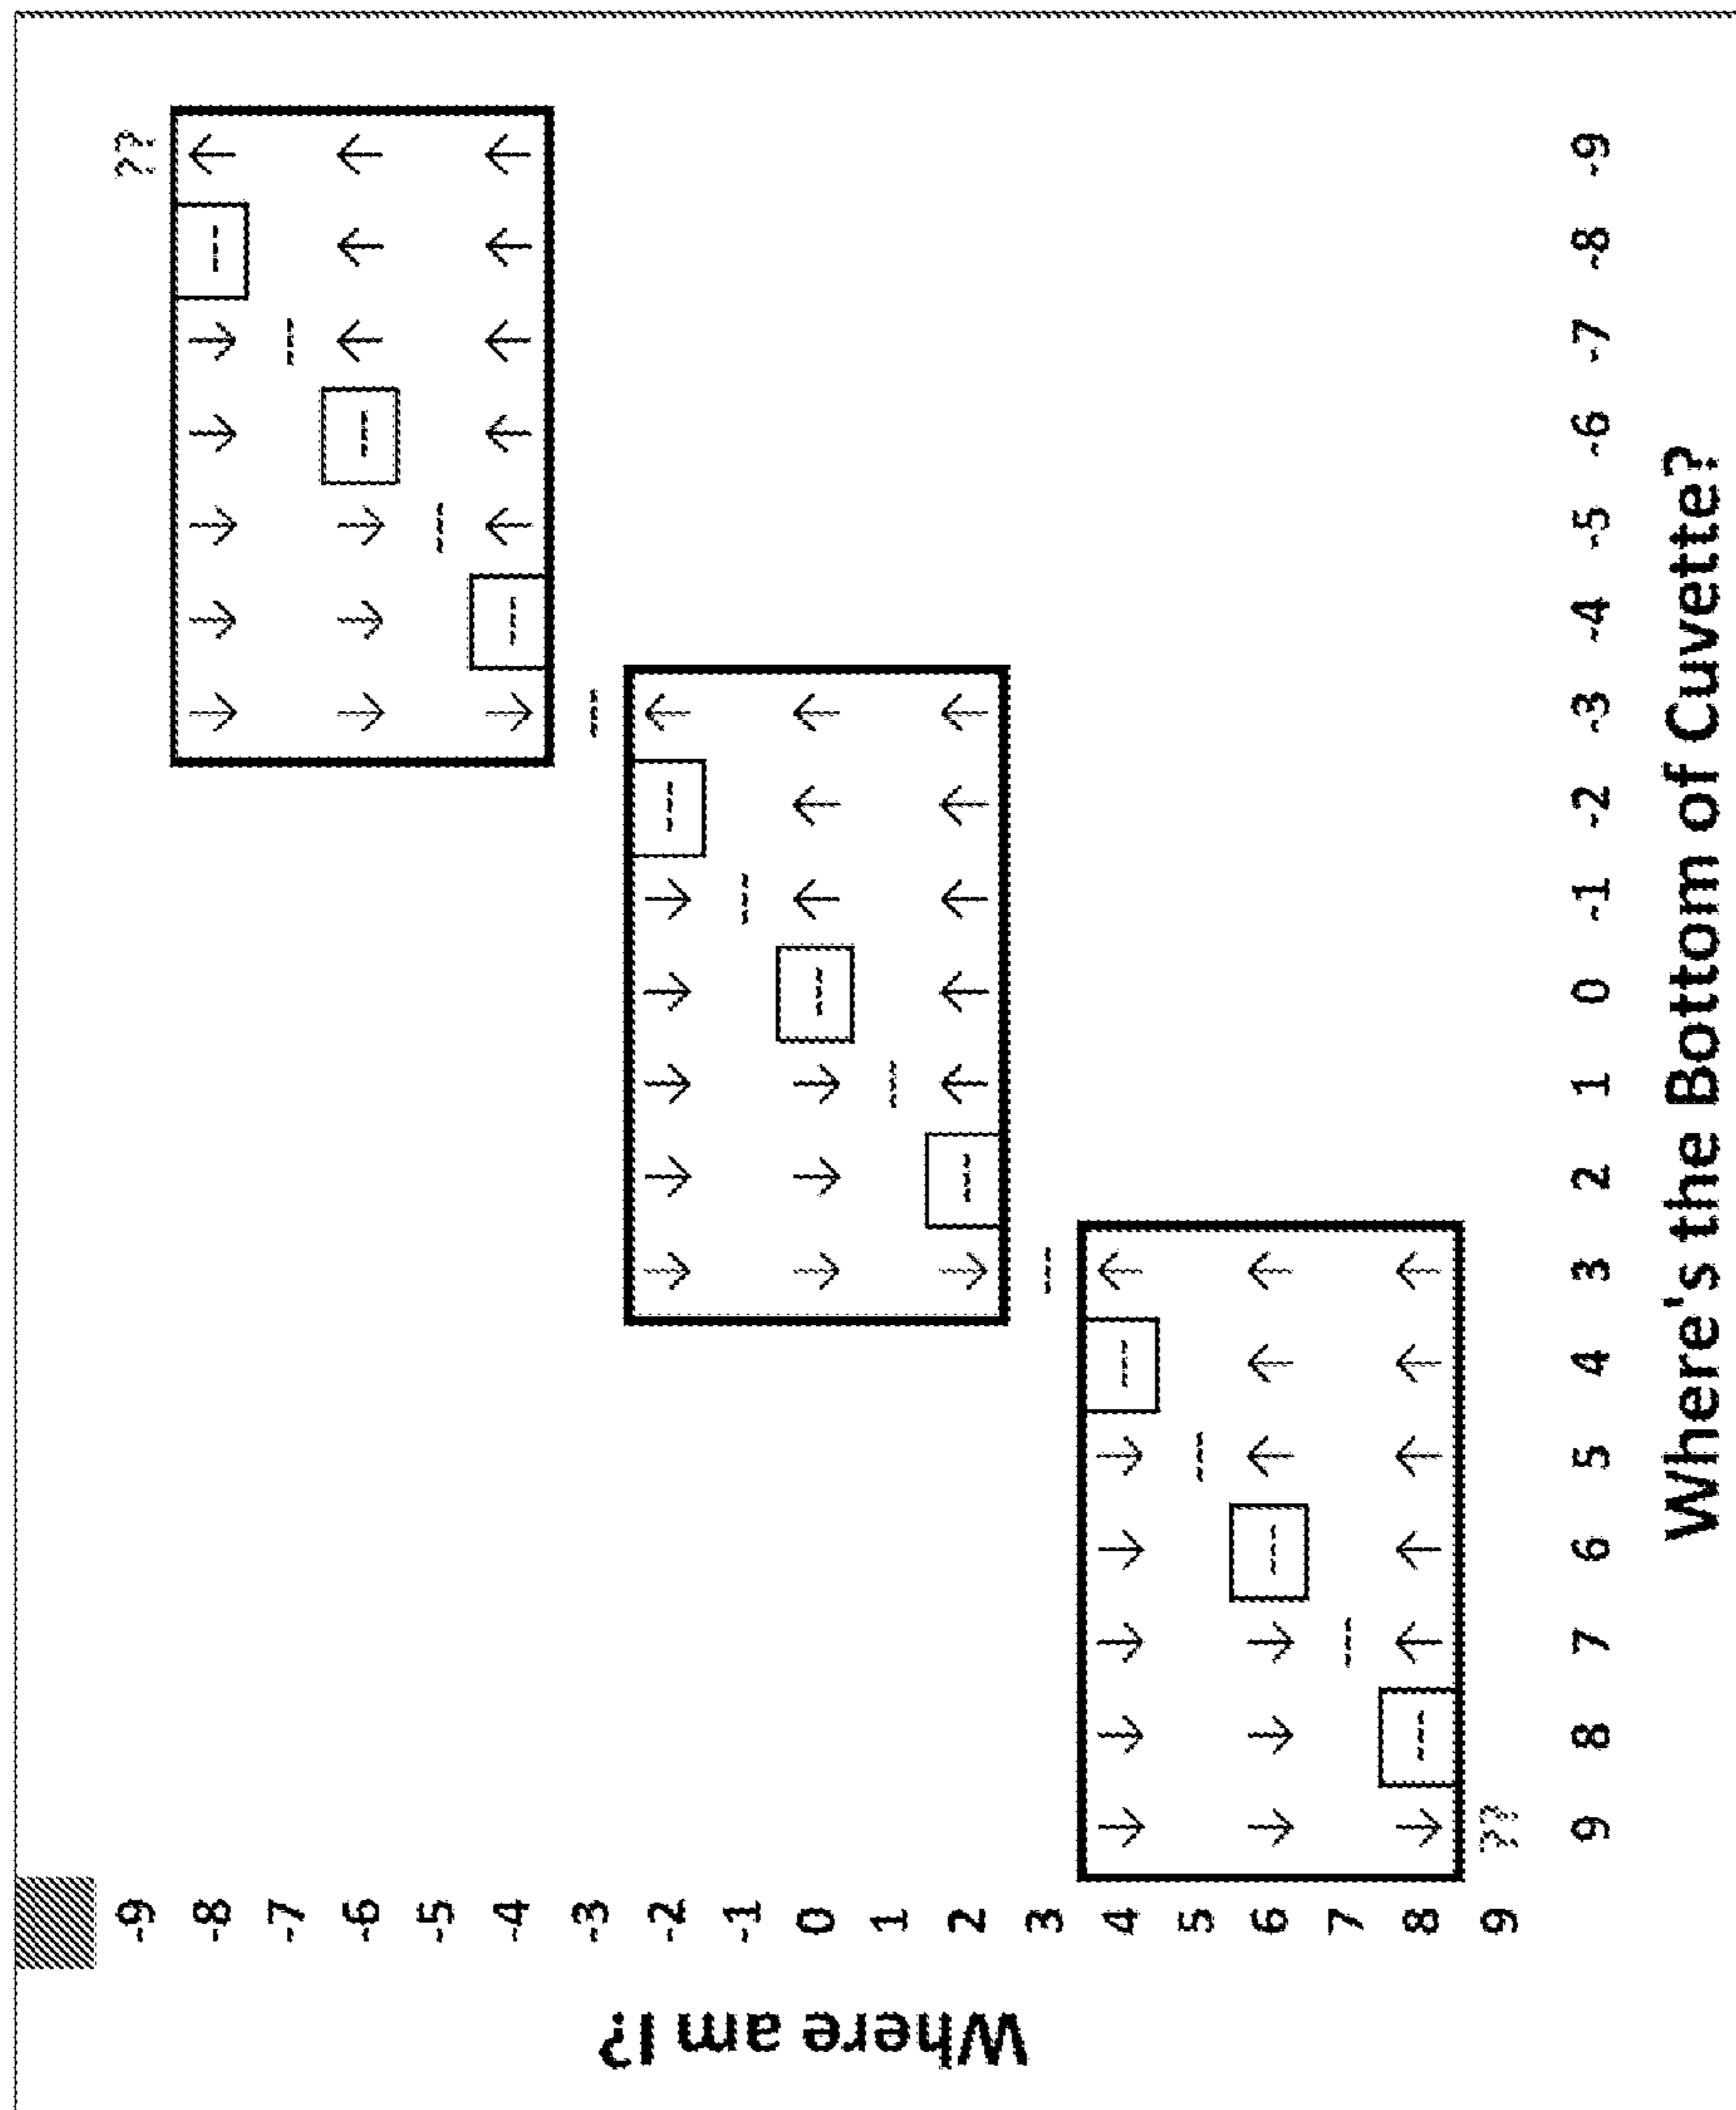 Where am I?
-9 ??
-8 ↓ ↓ ↓ ↓ ↓ --- ↑
-7 ---
-6 ↓ ↓ ↓ --- ↑ ↑ ↑
-5 ---
-4 ↓ --- ↑ ↑ ↑ ↑ ↑
-3 ---
-2 ↓ ↓ ↓ ↓ ↓ --- ↑
-1 ---
0 ↓ ↓ ↓ --- ↑ ↑ ↑
1 ---
2 ↓ --- ↑ ↑ ↑ ↑ ↑
3 ---
4 ↓ ↓ ↓ ↓ ↓ --- ↑
5 ---
6 ↓ ↓ ↓ --- ↑ ↑ ↑
7 ---
8 ↓ --- ↑ ↑ ↑ ↑ ↑
9 ??
9 8 7 6 5 4 3 2 1 0 -1 -2 -3 -4 -5 -6 -7 -8 -9
Where's the Bottom of Cuvette?